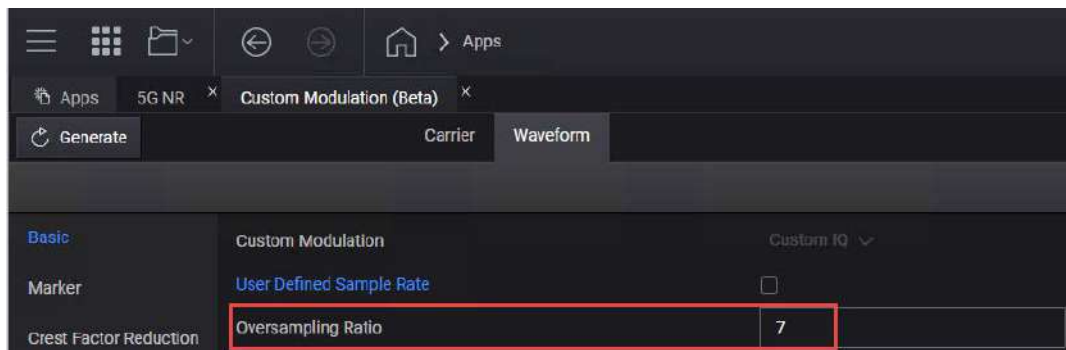 > Apps
Apps 5G NR × Custom Modulation (Beta) ×
Generate Carrier Waveform
Basic Custom Modulation Custom IQ
Marker User Defined Sample Rate
Crest Factor Reduction Oversampling Ratio 7